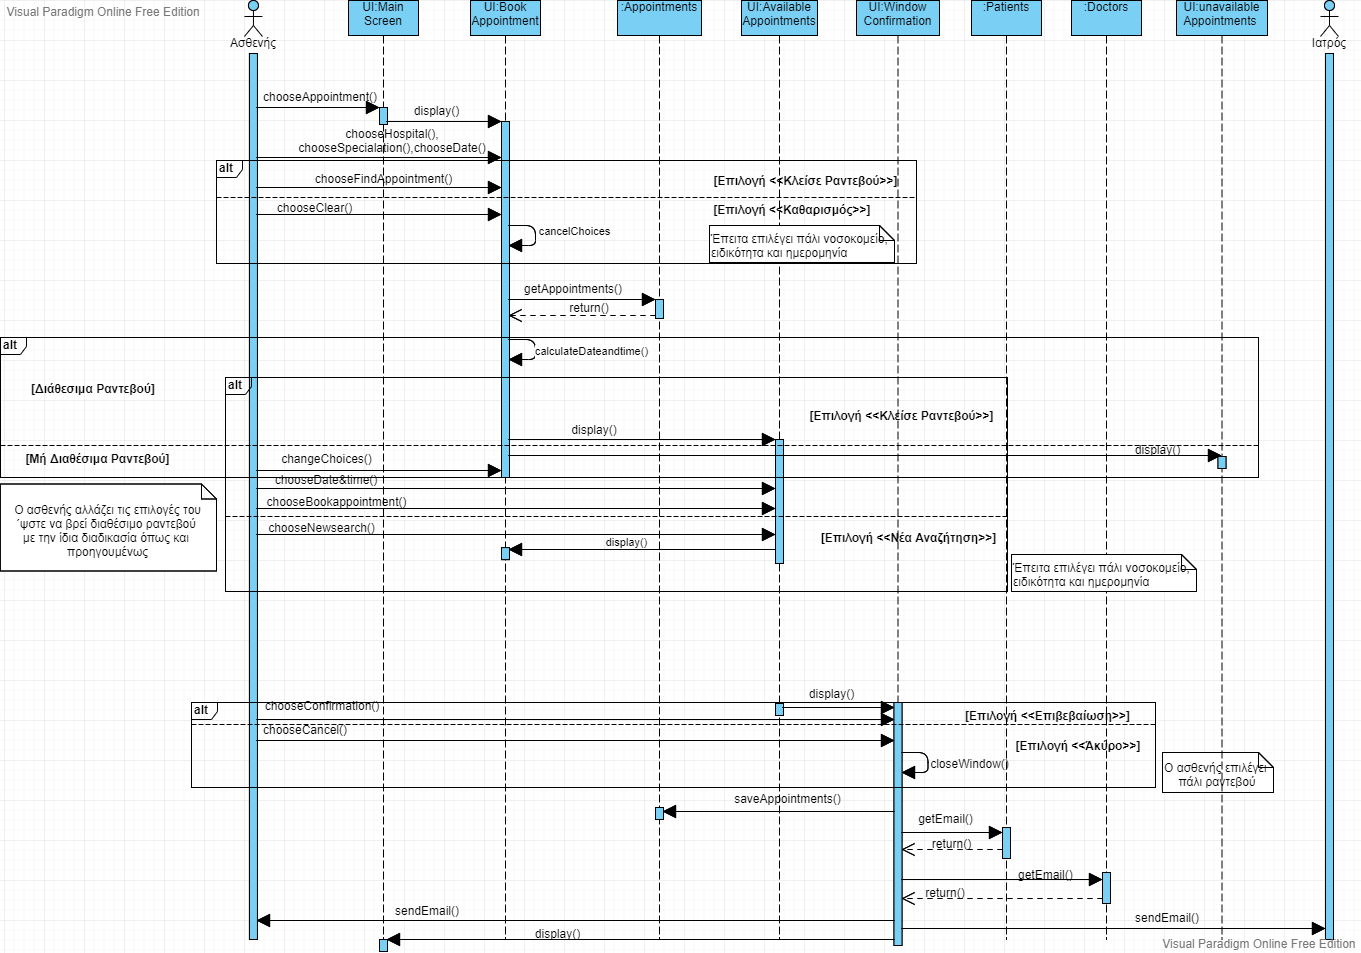 Visual Paradigm Online Free Edition
Ασθενής
UI:Main
Screen
UI:Book
Appointment
:Appointments
UI:Available
Appointments
UI:Window
Confirmation
:Patients
:Doctors
UI:unavailable
Appointments
Ιατρός
chooseAppointment()
display()
chooseHospital(),
chooseSpecialation(),chooseDate()
alt
chooseFindAppointment()
[Επιλογή <<Κλείσε Ραντεβού>>]
chooseClear()
[Επιλογή <<Καθαρισμός>>]
cancelChoices
Έπειτα επιλέγει πάλι νοσοκομείο,
ειδικότητα και ημερομηνία
getAppointments()
return()
alt
calculateDateandtime()
alt
[Διάθεσιμα Ραντεβού]
[Επιλογή <<Κλείσε Ραντεβού>>]
display()
display()
[Μή Διαθέσιμα Ραντεβού]
changeChoices()
chooseDate&time()
chooseBookappointment()
Ο ασθενής αλλάζει τις επιλογές του
΄ψστε να βρεί διαθέσιμο ραντεβού
με την ίδια διαδικασία όπως και
προηγουμένως
chooseNewsearch()
display()
[Επιλογή <<Νέα Αναζήτηση>>]
Έπειτα επιλέγει πάλι νοσοκομείο,
ειδικότητα και ημερομηνία
display()
alt
chooseConfirmation()
[Επιλογή <<Επιβεβαίωση>>]
chooseCancel()
[Επιλογή <<Άκυρο>>]
closeWindow()
Ο ασθενής επιλέγει
πάλι ραντεβού
saveAppointments()
getEmail()
return()
getEmail()
return()
sendEmail()
sendEmail()
display()
Visual Paradigm Online Free Edition